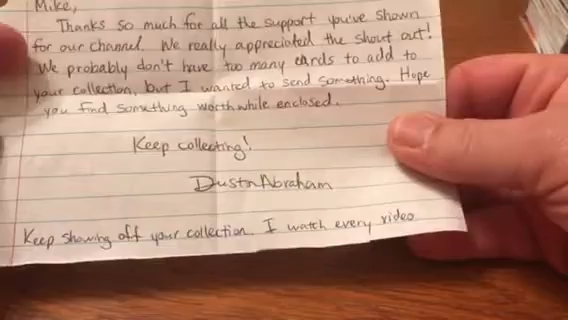 Mike,
Thanks so much for all the support you've shown
for our channel. We really appreciated the shout out!
We probably don't have too many cards to add to
your collection, but I wanted to send something. Hope
you find something worthwhile enclosed.
Keep collecting!
Dustin Abraham
Keep showing off your collection. I watch every video